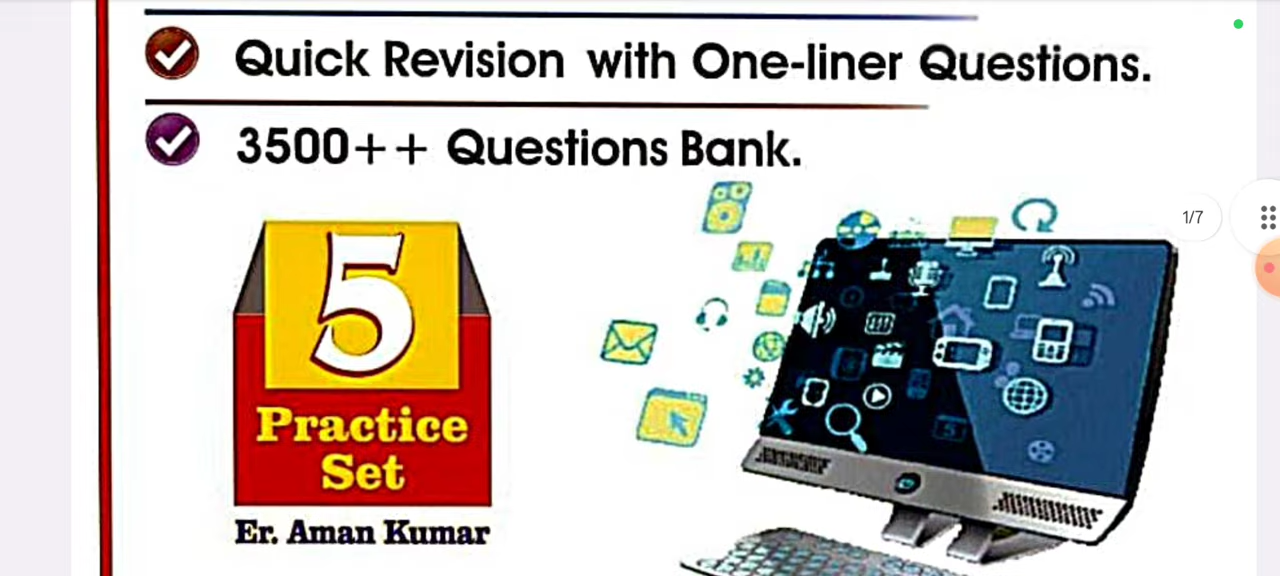 Quick Revision with One-liner Questions.
3500++ Questions Bank.
1/7
5
Practice
Set
Er. Aman Kumar